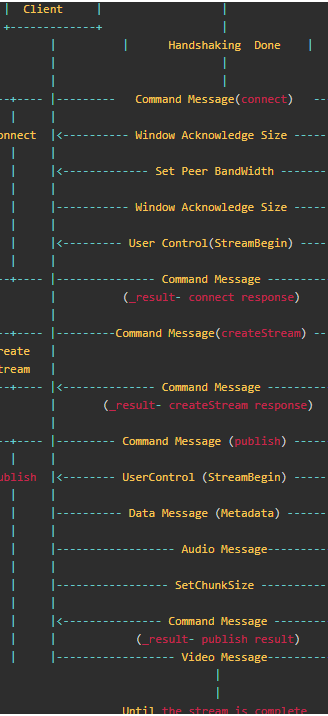 | Client |
+-------------+ |
| | Handshaking Done |
| |
| |
--+---- |--------- Command Message(connect) --
| |
onnect |<---------- Window Acknowledge Size ------
| |
| |<-------------- Set Peer BandWidth -------
| |
| |---------- Window Acknowledge Size ------
| |
| |<--------- User Control(StreamBegin) -----
| |
--+---- |<-------------- Command Message ---------
| (_result- connect response)
|
--+---- |---------Command Message(createStream) --
reate |
tream |
--+---- |<-------------- Command Message ---------
| (_result- createStream response)
|
--+---- |---------- Command Message (publish) ----
| |
ublish |<--------- UserControl (StreamBegin) -----
| |
| |---------- Data Message (Metadata) -------
| |
| |------------------ Audio Message---------
| |
| |----------------- SetChunkSize ----------
| |
| |<--------------- Command Message --------
| | (_result- publish result)
| |------------------ Video Message---------
|
|
Until the stream is complete